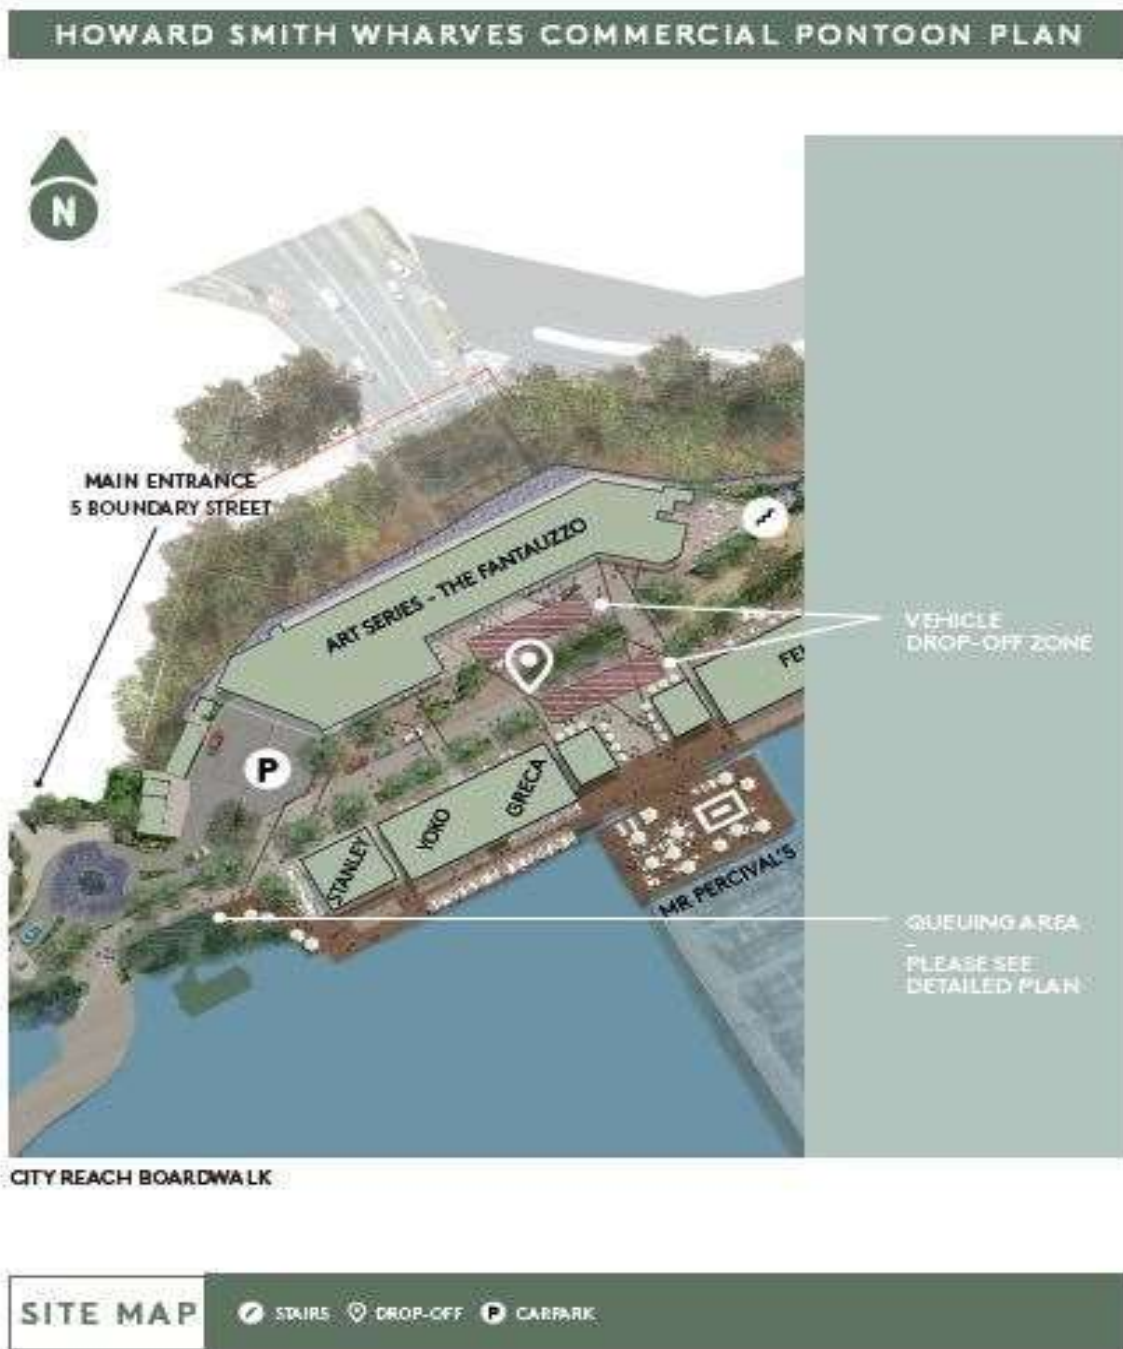 HOWARD SMITH WHARVES COMMERCIAL PONTOON PLAN
N
MAIN ENTRANCE
5 BOUNDARY STREET
ART SERIES - THE FANTAUZZO
VEHICLE
DROP-OFF ZONE
FEL
P
GRECA
YOKO
STANLEY
MR PERCIVAL'S
QUEUING AREA
-
PLEASE SEE
DETAILED PLAN
CITY REACH BOARDWALK
SITE MAP
STAIRS
DROP-OFF
P CARPARK